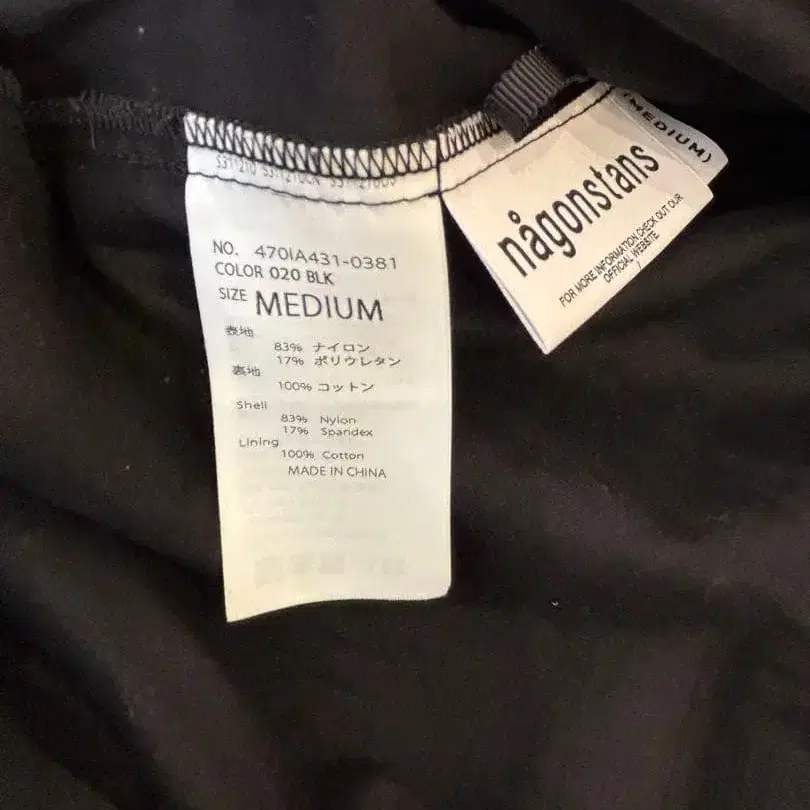 NO. 470IA431-0381
COLOR 020 BLK
SIZE MEDIUM
表地
83% ナイロン
17% ポリウレタン
裏地
100% コットン
Shell
83% Nylon
17% Spandex
Lining
100% Cotton
MADE IN CHINA
(MEDIUM)
någonstans
FOR MORE INFORMATION CHECK OUT OUR
OFFICIAL WEBSITE.